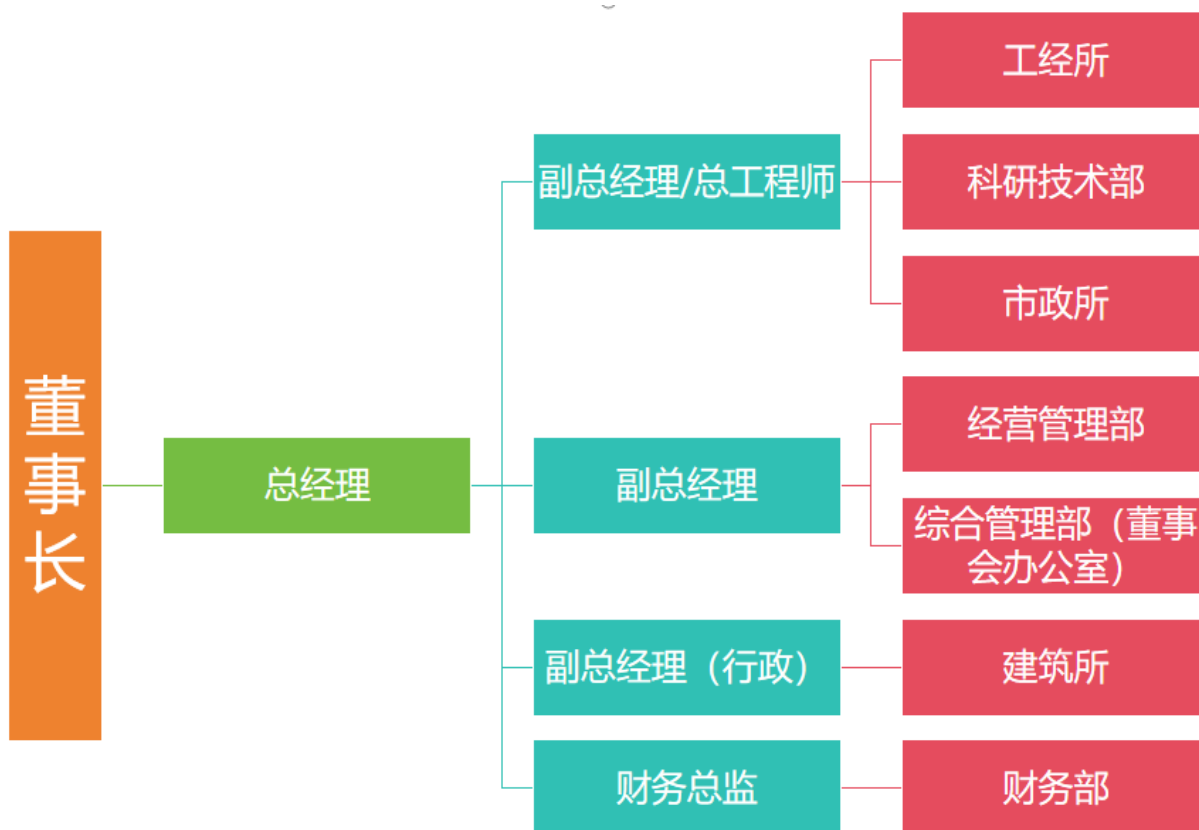 董事长
总经理
副总经理/总工程师
工经所
科研技术部
市政所
副总经理
经营管理部
综合管理部（董事
会办公室）
副总经理（行政）
建筑所
财务总监
财务部